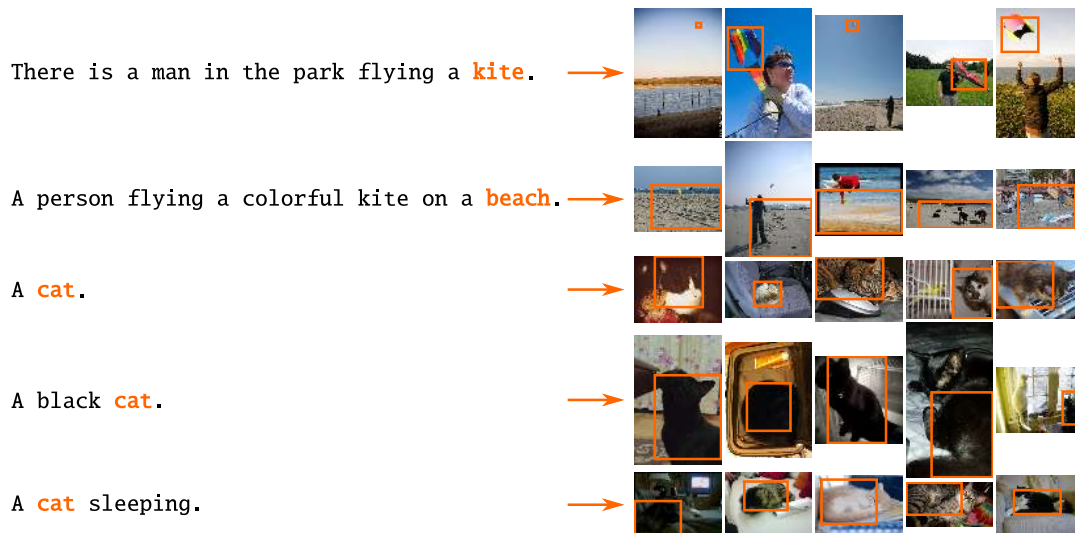 There is a man in the park flying a kite.
A person flying a colorful kite on a beach.
A cat.
A black cat.
A cat sleeping.